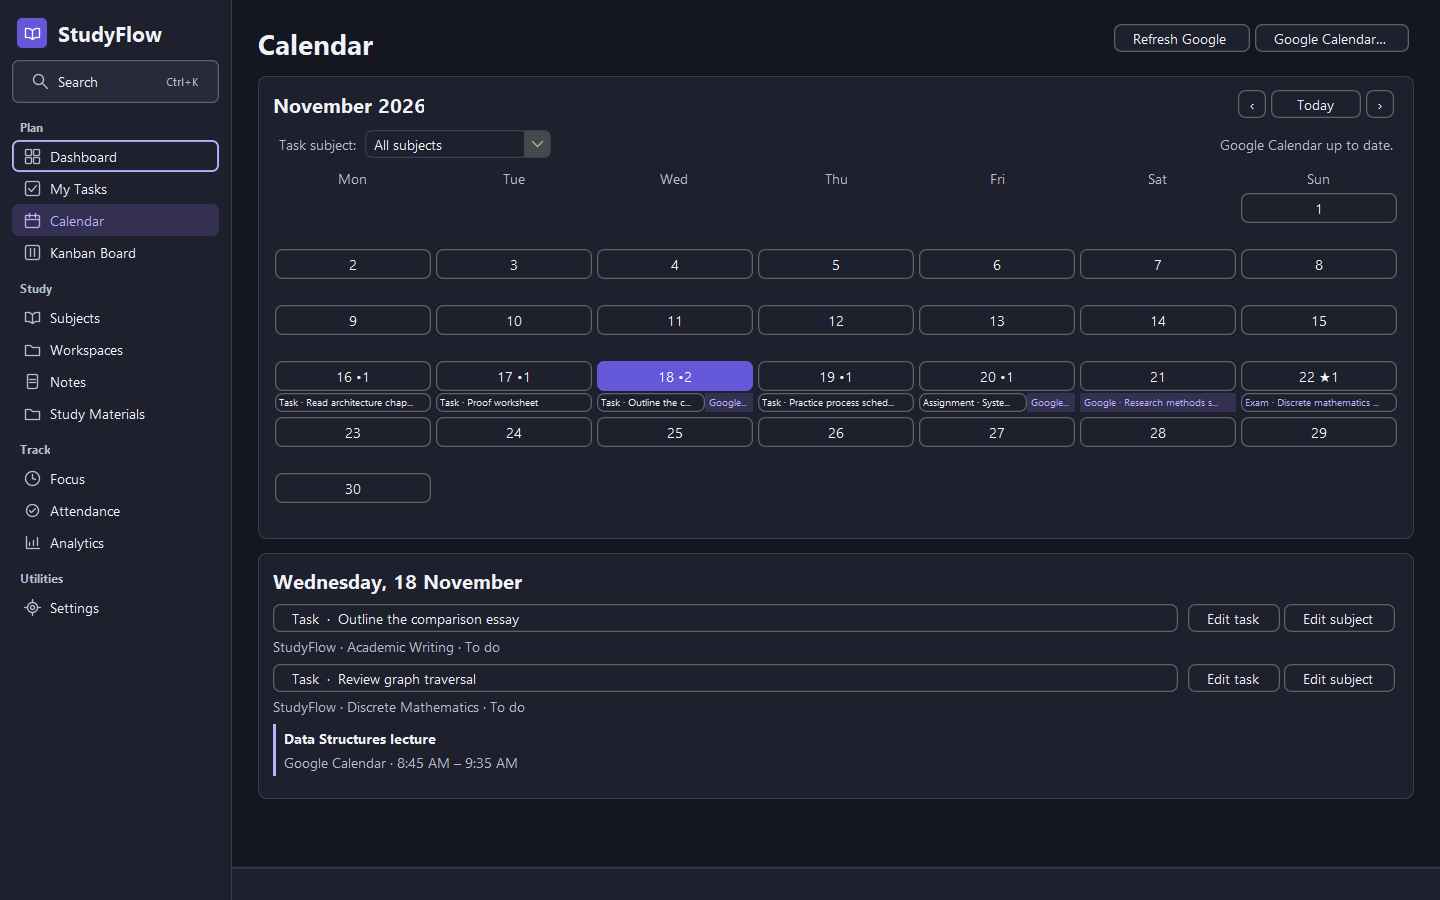 StudyFlow
Search Ctrl+K
Plan
Dashboard
My Tasks
Calendar
Kanban Board
Study
Subjects
Workspaces
Notes
Study Materials
Track
Focus
Attendance
Analytics
Utilities
Settings
Calendar
Refresh Google Google Calendar...
November 2026
‹ Today ›
Task subject: All subjects
Google Calendar up to date.
Mon Tue Wed Thu Fri Sat Sun
1
2 3 4 5 6 7 8
9 10 11 12 13 14 15
16 •1 17 •1 18 •2 19 •1 20 •1 21 22 ★1
Task · Read architecture chap... Task · Proof worksheet Task · Outline the c... Google... Task · Practice process sched... Assignment · Syste... Google... Google · Research methods s... Exam · Discrete mathematics ...
23 24 25 26 27 28 29
30
Wednesday, 18 November
Task · Outline the comparison essay Edit task Edit subject
StudyFlow · Academic Writing · To do
Task · Review graph traversal Edit task Edit subject
StudyFlow · Discrete Mathematics · To do
Data Structures lecture
Google Calendar · 8:45 AM – 9:35 AM